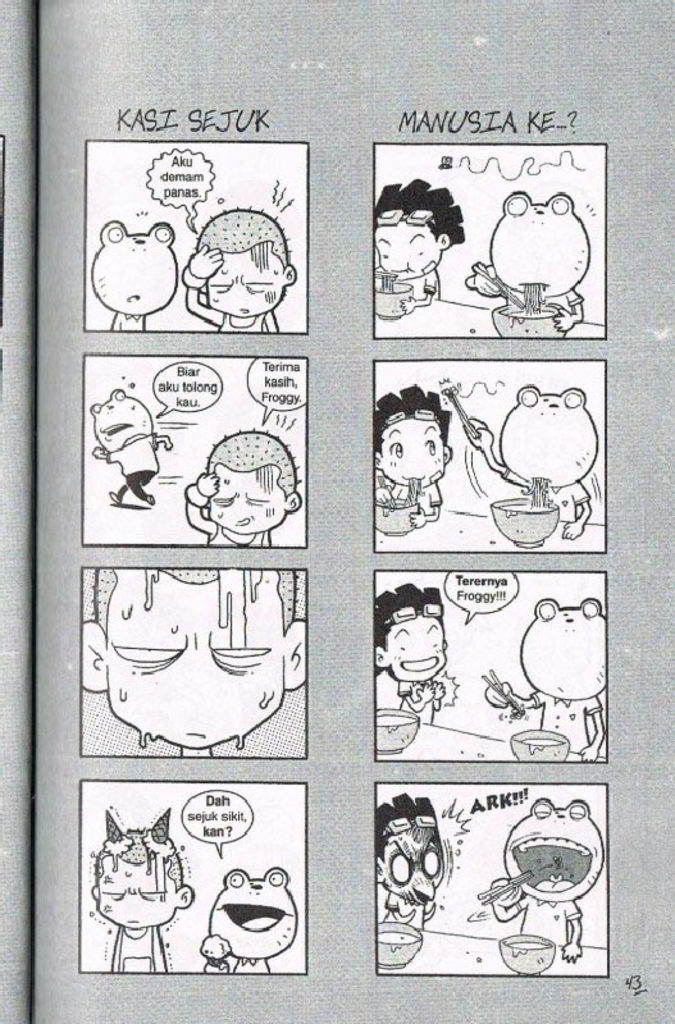 KASI SEJUK
Aku
demam
panas.
Biar
aku tolong
kau.
Terima
kasih,
Froggy.
Dah
sejuk sikit,
kan?
MANUSIA KE...?
Terernya
Froggy!!!
ARK!!!
43